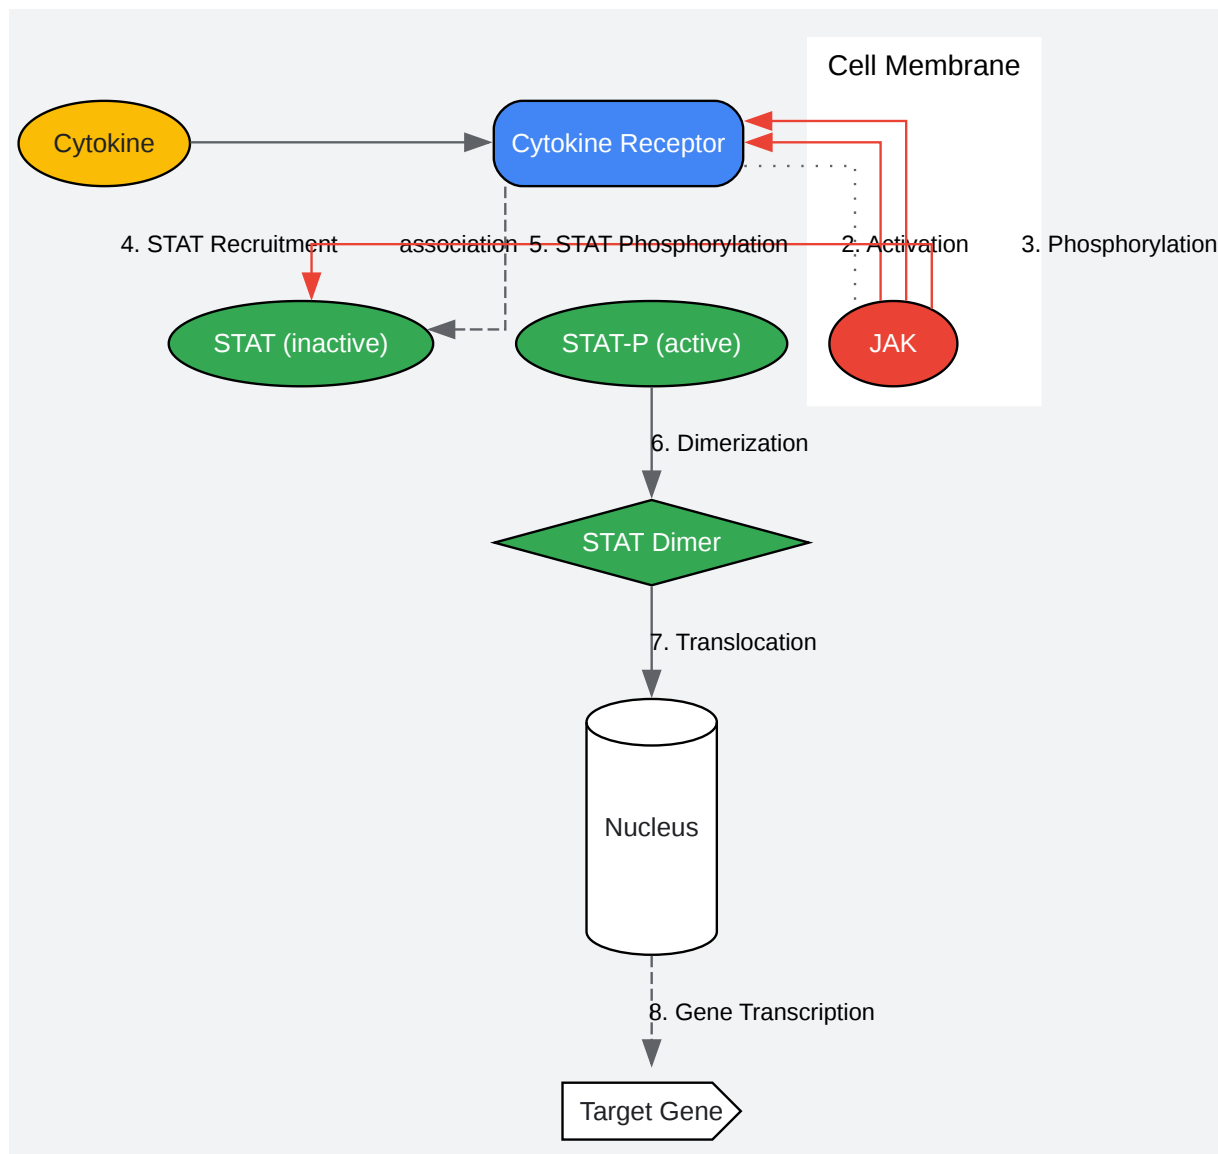 Cell Membrane
Cytokine
Cytokine Receptor
4. STAT Recruitment
association
5. STAT Phosphorylation
2. Activation
3. Phosphorylation
STAT (inactive)
STAT-P (active)
JAK
6. Dimerization
STAT Dimer
7. Translocation
Nucleus
8. Gene Transcription
Target Gene